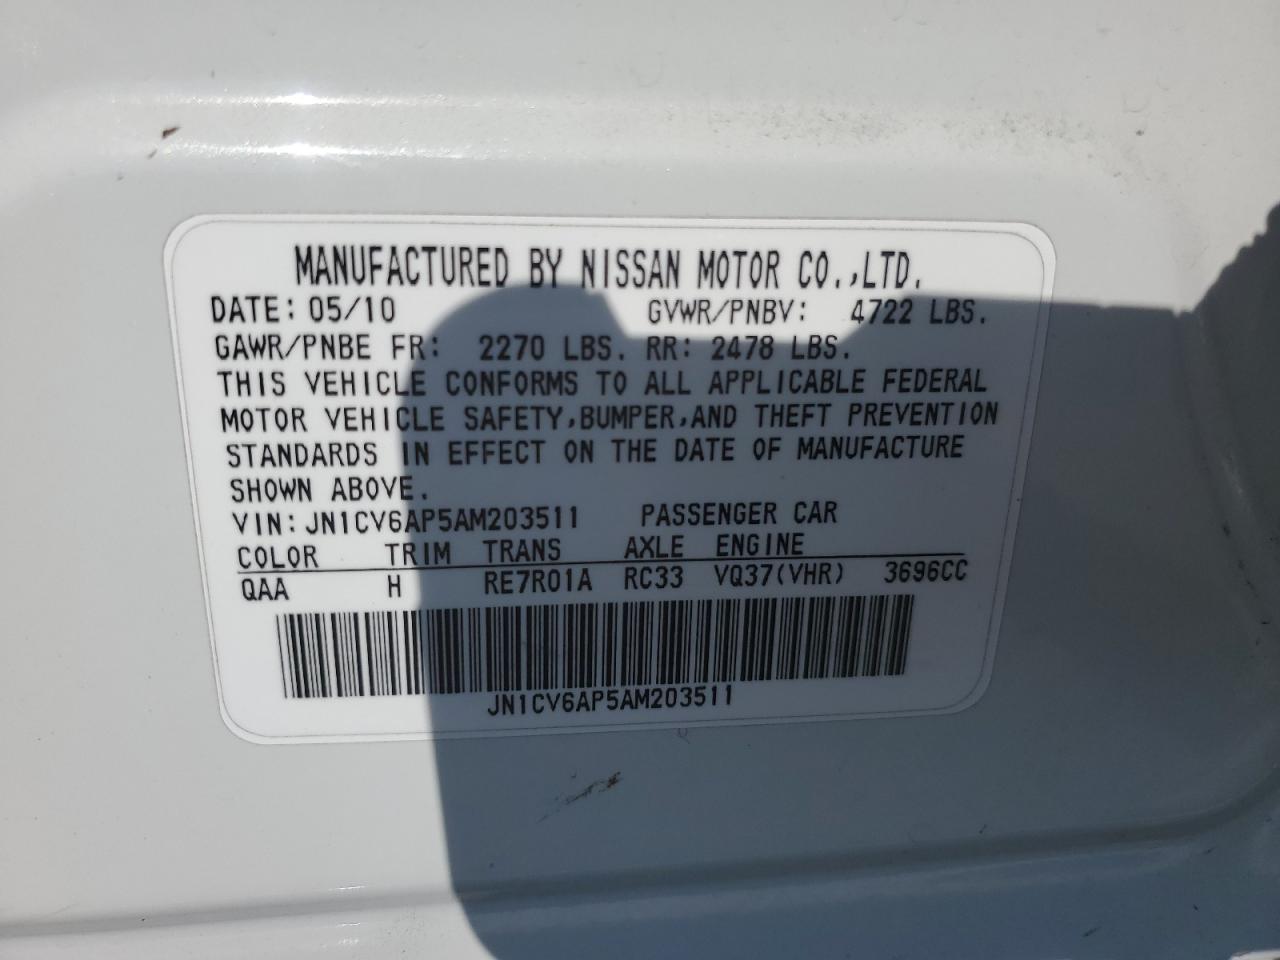 MANUFACTURED BY NISSAN MOTOR CO.,LTD.
DATE: 05/10 GVWR/PNBV: 4722 LBS.
GAWR/PNBE FR: 2270 LBS. RR: 2478 LBS.
THIS VEHICLE CONFORMS TO ALL APPLICABLE FEDERAL
MOTOR VEHICLE SAFETY,BUMPER,AND THEFT PREVENTION
STANDARDS IN EFFECT ON THE DATE OF MANUFACTURE
SHOWN ABOVE.
VIN: JN1CV6AP5AM203511 PASSENGER CAR
COLOR TRIM TRANS AXLE ENGINE
QAA H RE7R01A RC33 VQ37(VHR) 3696CC
JN1CV6AP5AM203511